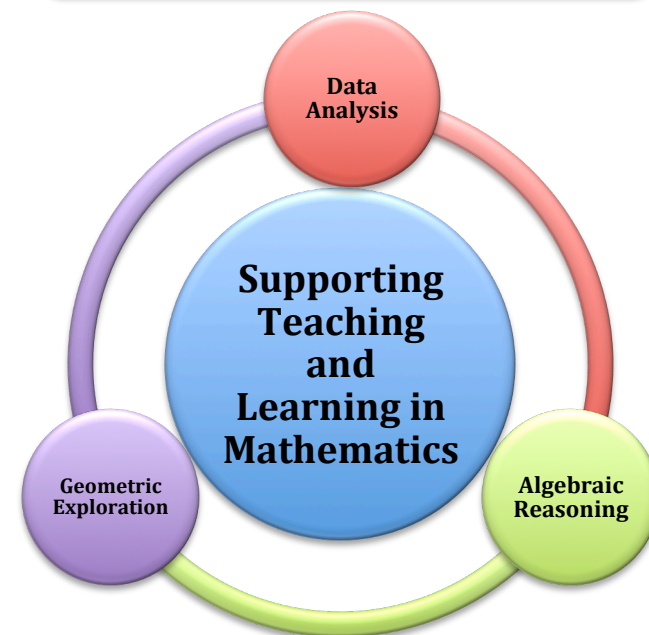 Data
Analysis
Supporting
Teaching
and
Learning in
Mathematics
Geometric
Exploration
Algebraic
Reasoning